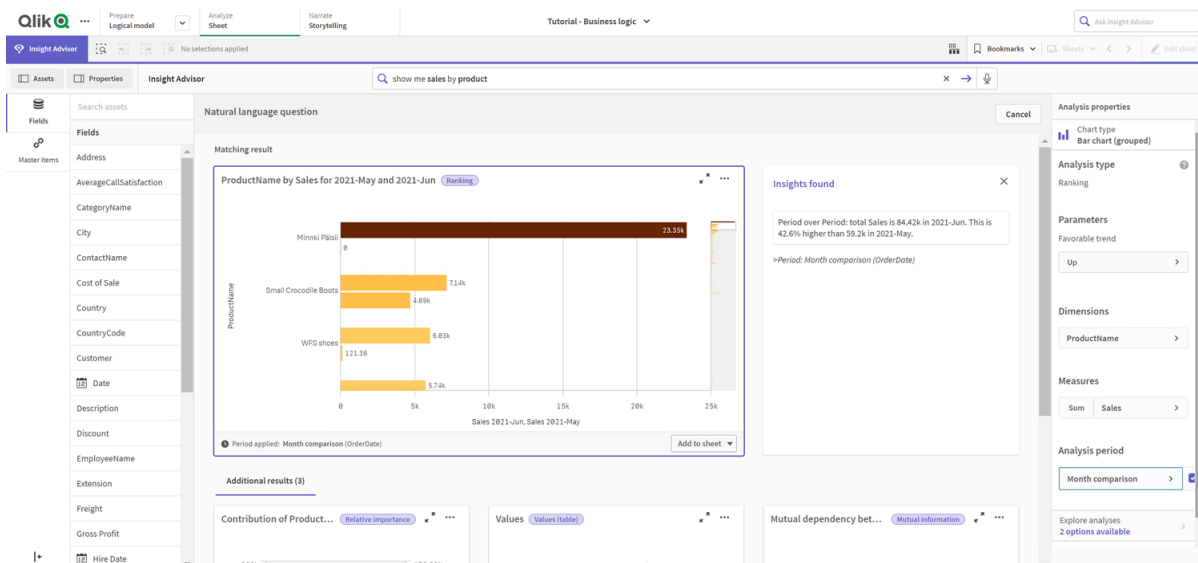 Qlik
Prepare
Logical model
Analyze
Sheet
Narrate
Storytelling
Tutorial - Business logic
Ask Insight Advisor
Insight Advisor
No selections applied
Bookmarks
Sheets
Edit sheet
Assets
Properties
Insight Advisor
show me sales by product
Fields
Master items
Search assets
Fields
Address
AverageCallSatisfaction
CategoryName
City
ContactName
Cost of Sale
Country
CountryCode
Customer
Date
Description
Discount
EmployeeName
Extension
Freight
Gross Profit
Hire Date
Natural language question
Cancel
Matching result
ProductName by Sales for 2021-May and 2021-Jun Ranking
ProductName
Minnki Pälsii
23.35k
0
Small Crocodile Boots
7.14k
4.69k
WFS shoes
6.03k
121.36
5.74k
0 5k 10k 15k 20k 25k
Sales 2021-Jun, Sales 2021-May
Period applied: Month comparison (OrderDate)
Add to sheet
Insights found
Period over Period: total Sales is 84.42k in 2021-Jun. This is
42.6% higher than 59.2k in 2021-May.
>Period: Month comparison (OrderDate)
Additional results (3)
Contribution of Product... Relative importance
Values Values (table)
Mutual dependency bet... Mutual information
Analysis properties
Chart type
Bar chart (grouped)
Analysis type
Ranking
Parameters
Favorable trend
Up
Dimensions
ProductName
Measures
Sum Sales
Analysis period
Month comparison
Explore analyses
2 options available